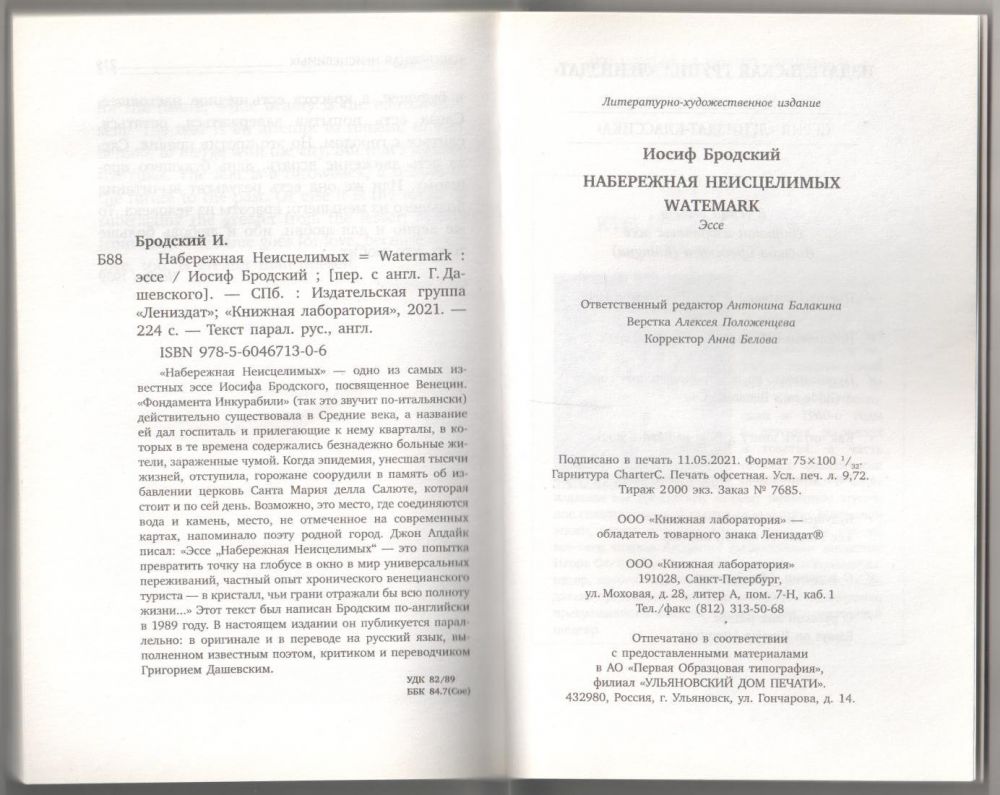 Бродский И.
Б88 Набережная Неисцелимых = Watermark :
эссе / Иосиф Бродский ; [пер. с англ. Г. Да-
шевского]. — СПб. : Издательская группа
«Лениздат»; «Книжная лаборатория», 2021. —
224 с. — Текст парал. рус., англ.
ISBN 978-5-6046713-0-6
«Набережная Неисцелимых» — одно из самых из-
вестных эссе Иосифа Бродского, посвященное Венеции.
«Фондамента Инкурабили» (так это звучит по-итальянски)
действительно существовала в Средние века, а название
ей дал госпиталь и прилегающие к нему кварталы, в ко-
торых в те времена содержались безнадежно больные жи-
тели, зараженные чумой. Когда эпидемия, унесшая тысячи
жизней, отступила, горожане соорудили в память об из-
бавлении церковь Санта Мария делла Салюте, которая
стоит и по сей день. Возможно, это место, где соединяются
вода и камень, место, не отмеченное на современных
картах, напоминало поэту родной город. Джон Апдайк
писал: «Эссе „Набережная Неисцелимых“ — это попытка
превратить точку на глобусе в окно в мир универсальных
переживаний, частный опыт хронического венецианского
туриста — в кристалл, чьи грани отражали бы всю полноту
жизни...» Этот текст был написан Бродским по-английски
в 1989 году. В настоящем издании он публикуется парал-
лельно: в оригинале и в переводе на русский язык, вы-
полненном известным поэтом, критиком и переводчиком
Григорием Дашевским.
УДК 82/89
ББК 84.7(Сое)
Литературно-художественное издание
Иосиф Бродский
НАБЕРЕЖНАЯ НЕИСЦЕЛИМЫХ
WATEMARK
Эссе
Ответственный редактор Антонина Балакина
Верстка Алексея Положенцева
Корректор Анна Белова
Подписано в печать 11.05.2021. Формат 75×100 1/32.
Гарнитура CharterC. Печать офсетная. Усл. печ. л. 9,72.
Тираж 2000 экз. Заказ № 7685.
ООО «Книжная лаборатория» —
обладатель товарного знака Лениздат®
ООО «Книжная лаборатория»
191028, Санкт-Петербург,
ул. Моховая, д. 28, литер А, пом. 7-Н, каб. 1
Тел./факс (812) 313-50-68
Отпечатано в соответствии
с предоставленными материалами
в АО «Первая Образцовая типография»,
филиал «УЛЬЯНОВСКИЙ ДОМ ПЕЧАТИ».
432980, Россия, г. Ульяновск, ул. Гончарова, д. 14.